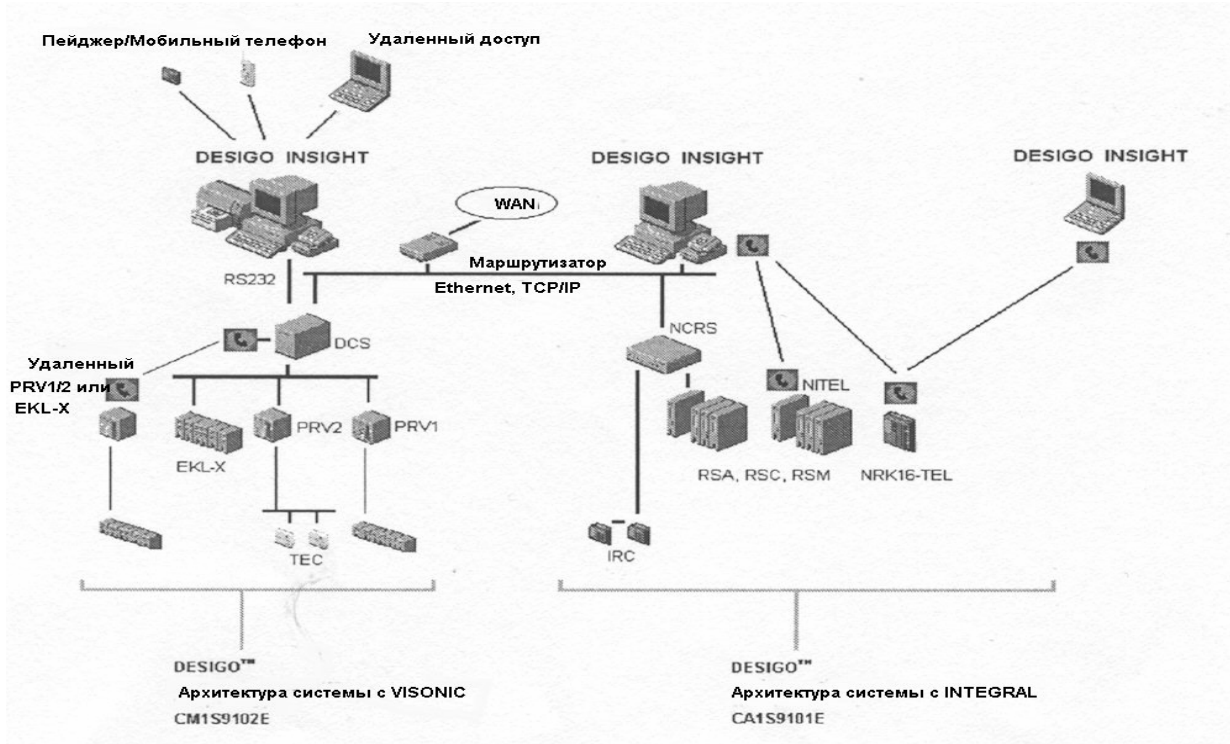 Пейджер/Мобильный телефон
Удаленный доступ
DESIGO INSIGHT
DESIGO INSIGHT
DESIGO INSIGHT
WAN
RS232
Маршрутизатор
Ethernet, TCP/IP
DCS
NCRS
Удаленный
PRV1/2 или
EKL-X
NITEL
PRV2
PRV1
EKL-X
RSA, RSC, RSM
NRK16-TEL
TEC
IRC
DESIGO™
Архитектура системы с VISONIC
CM1S9102E
DESIGO™
Архитектура системы с INTEGRAL
CA1S9101E